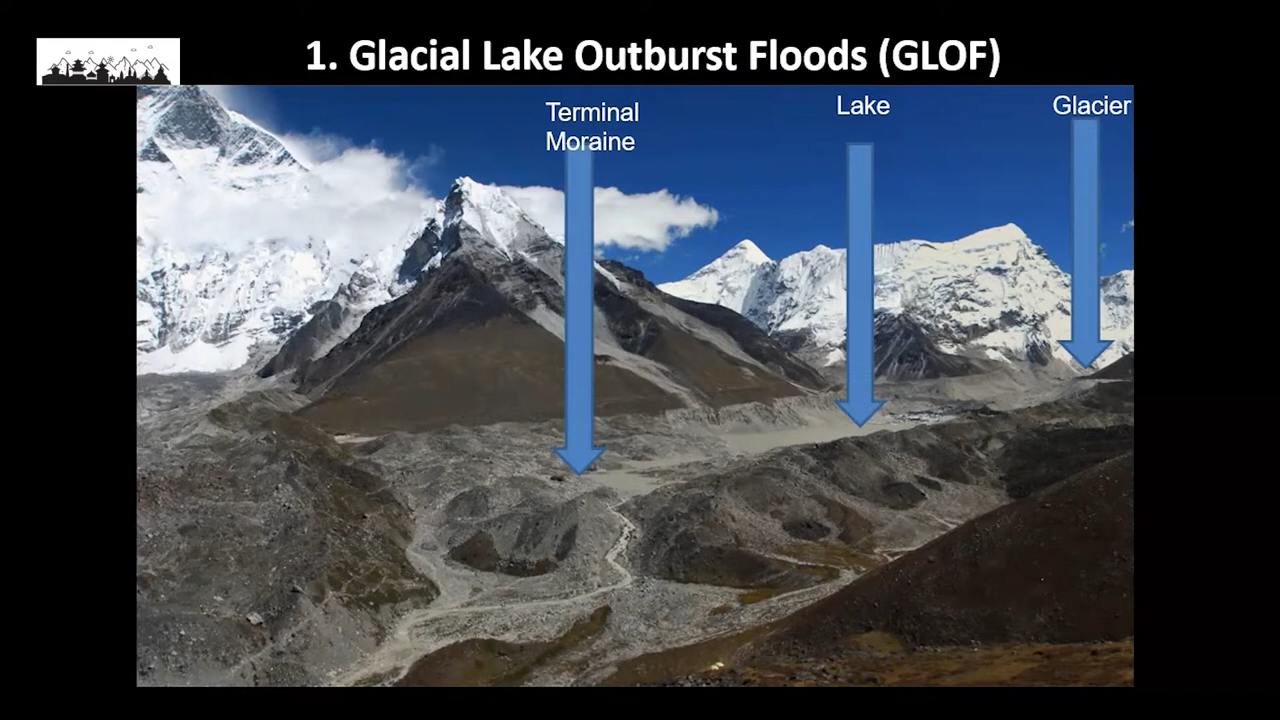 1. Glacial Lake Outburst Floods (GLOF)
Terminal
Moraine
Lake
Glacier